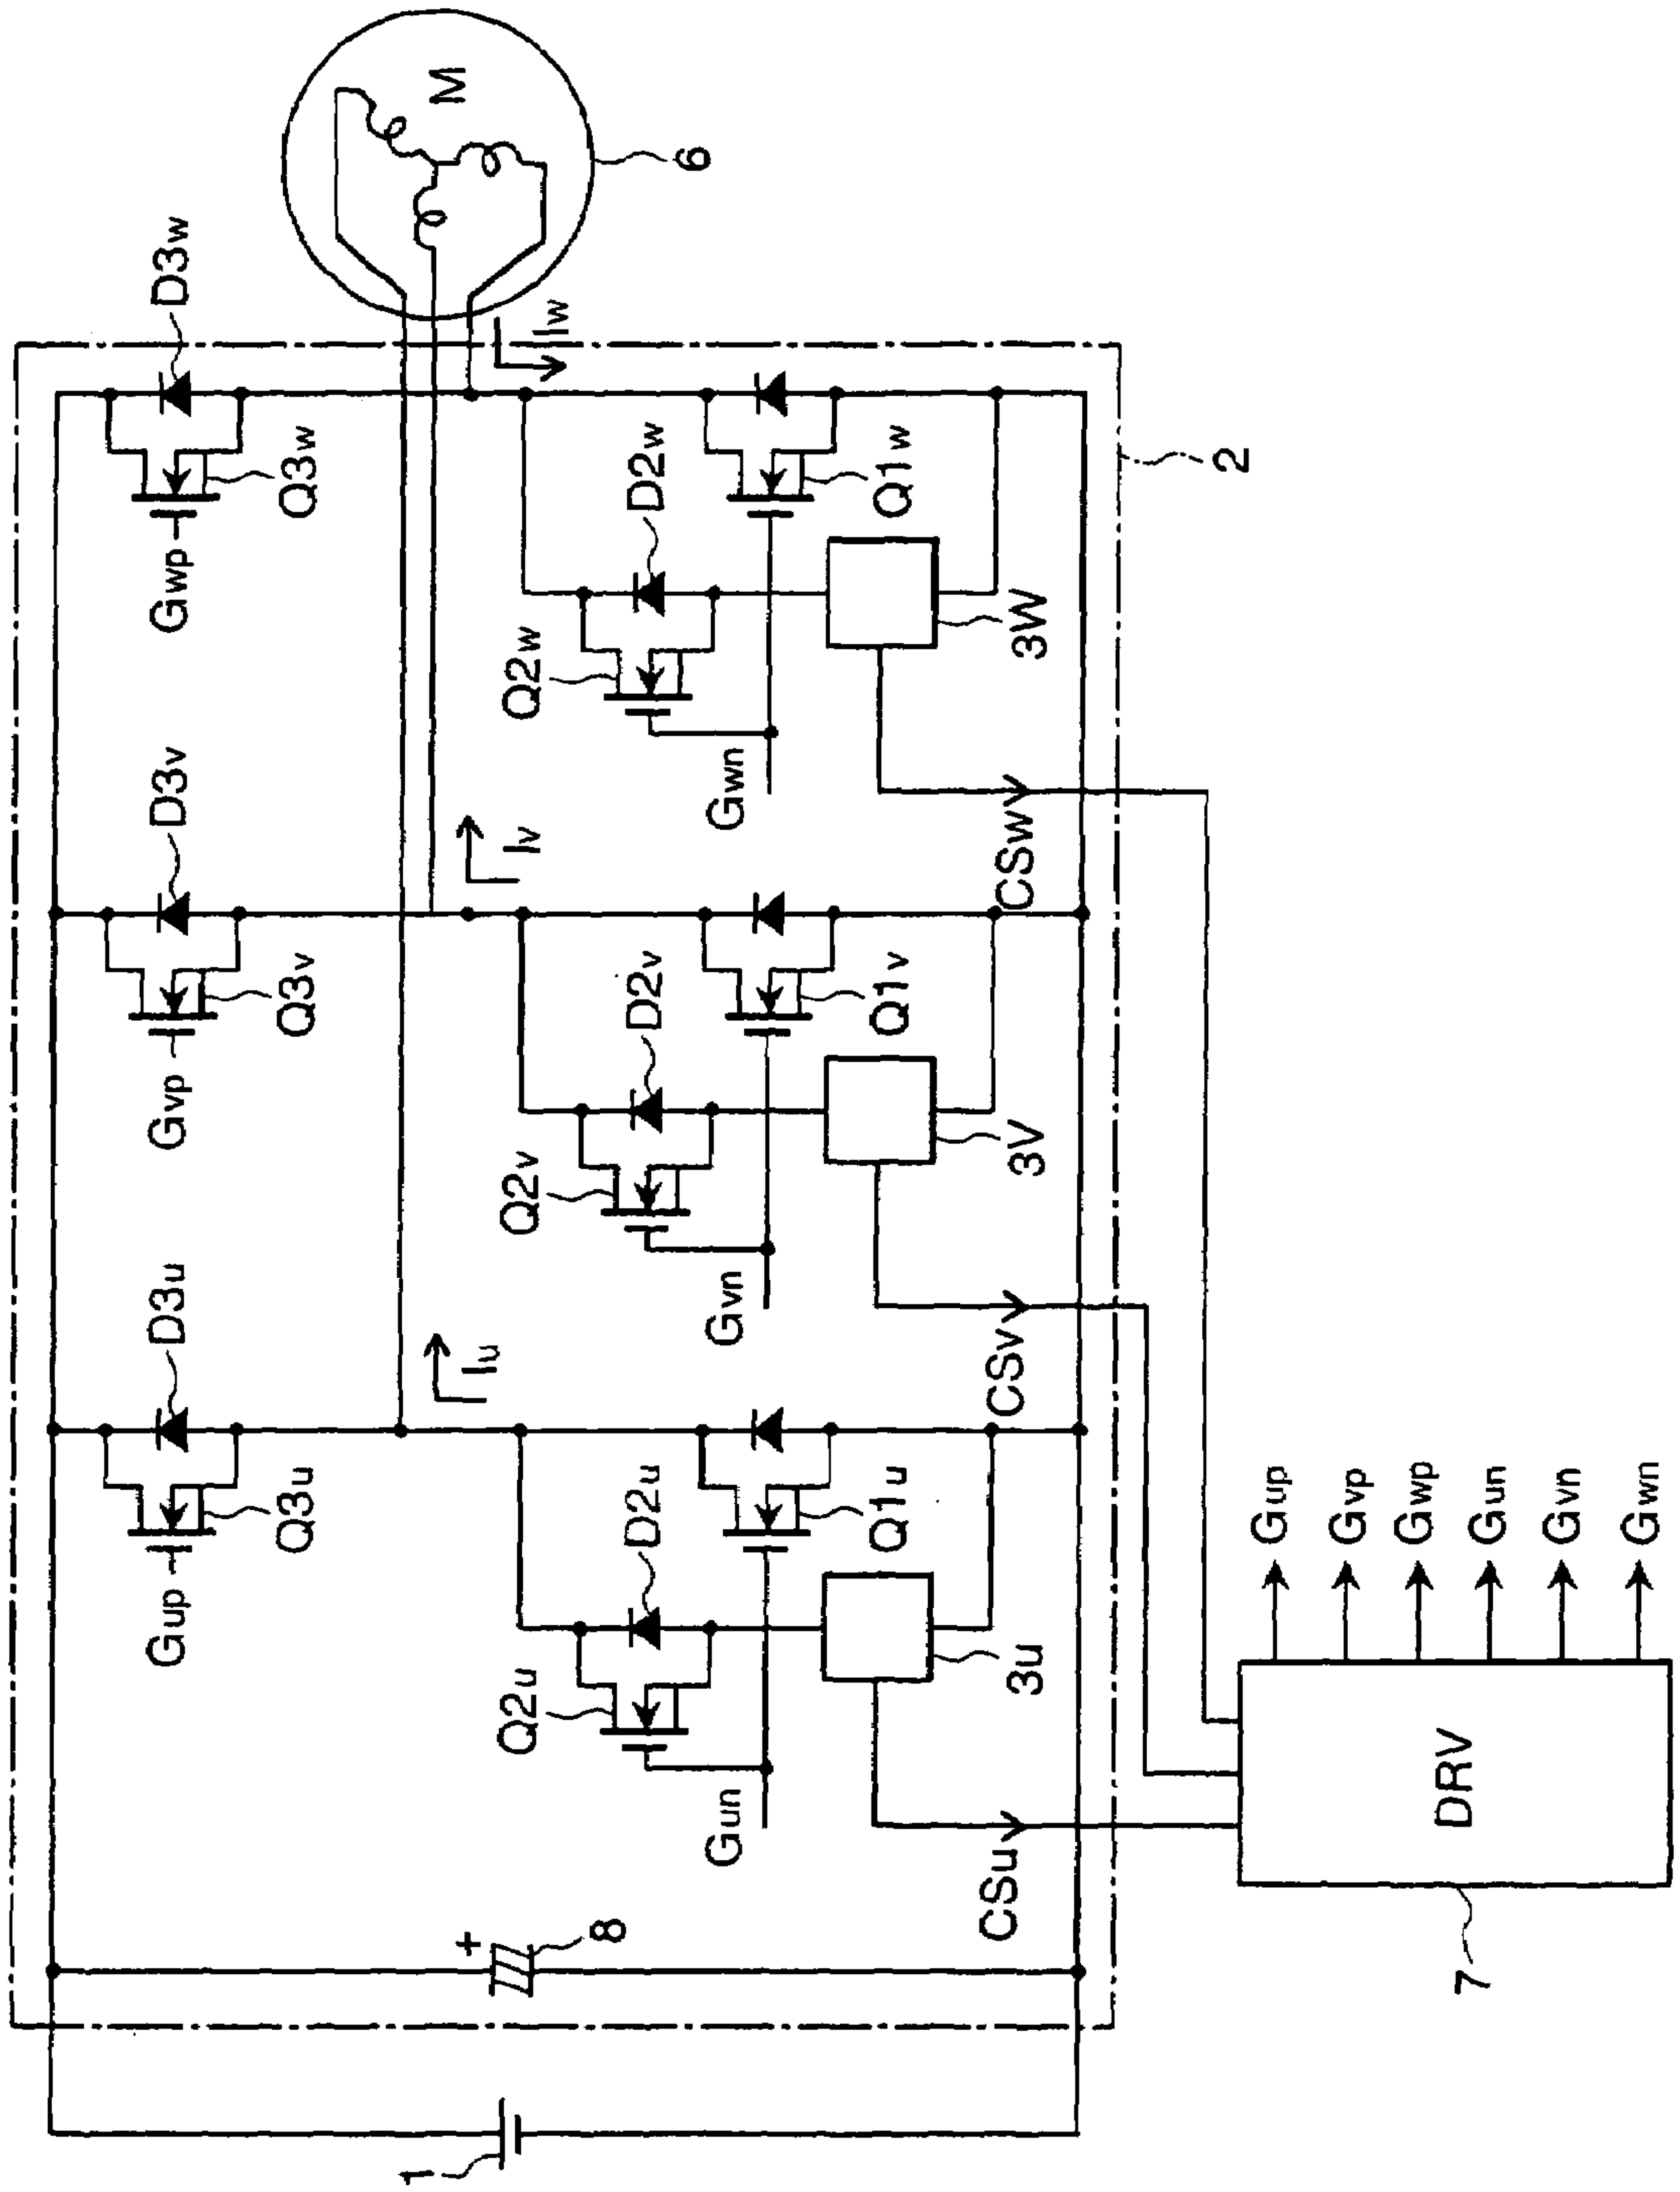 D3u
D3v
D3w
Gup
Q3u
Gvp
Q3v
Gwp
Q3w
M
6
Iu
Iv
Iw
1
+
8
Q2u
D2u
Q2v
D2v
Q2w
D2w
Gun
Q1u
Gvn
Q1v
Gwn
Q1w
CSu
3u
CSv
3V
CSw
3W
2
7
DRV
Gup
Gvp
Gwp
Gun
Gvn
Gwn